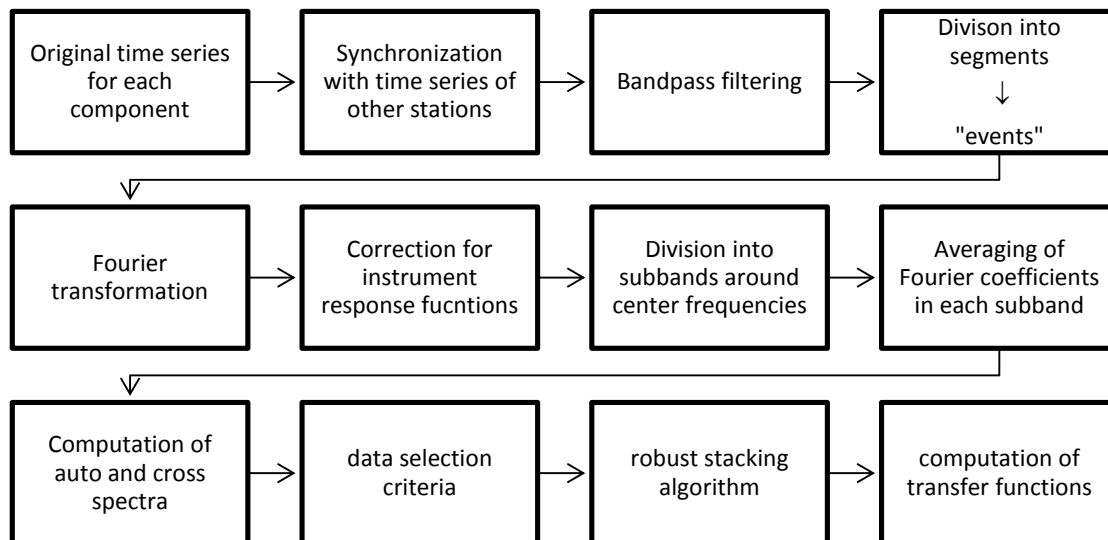 Original time series
for each
component
Synchronization
with time series of
other stations
Bandpass filtering
Divison into
segments
↓
"events"
Fourier
transformation
Correction for
instrument
response fucntions
Division into
subbands around
center frequencies
Averaging of
Fourier coefficients
in each subband
Computation of
auto and cross
spectra
data selection
criteria
robust stacking
algorithm
computation of
transfer functions